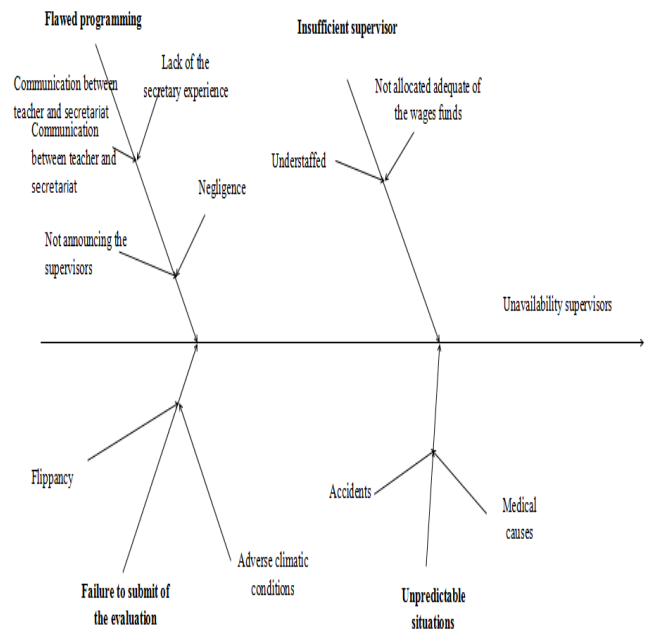 Flawed programming
Insufficient supervisor
Lack of the
secretary experience
Communication between
teacher and secretariat
Communication
between teacher and
secretariat
Not allocated adequate of
the wages funds
Understaffed
Negligence
Not announcing the
supervisors
Unavailability supervisors
Flippancy
Adverse climatic
conditions
Failure to submit of
the evaluation
Accidents
Medical
causes
Unpredictable
situations